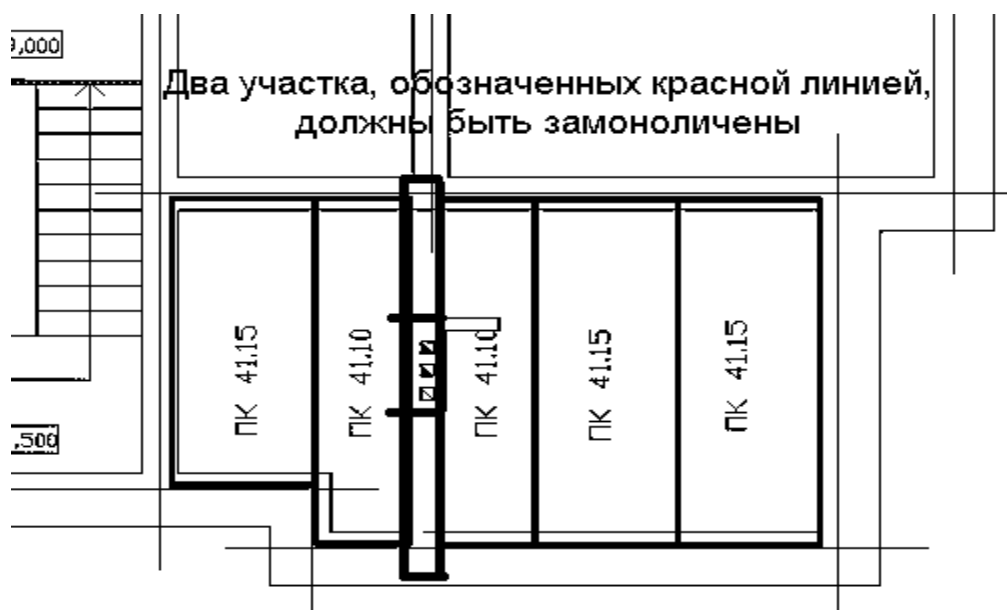 9,000
Два участка, обозначенных красной линией,
должны быть замоноличены
ПК 41.15
ПК 41.10
ПК 41.10
ПК 41.15
ПК 41.15
,500